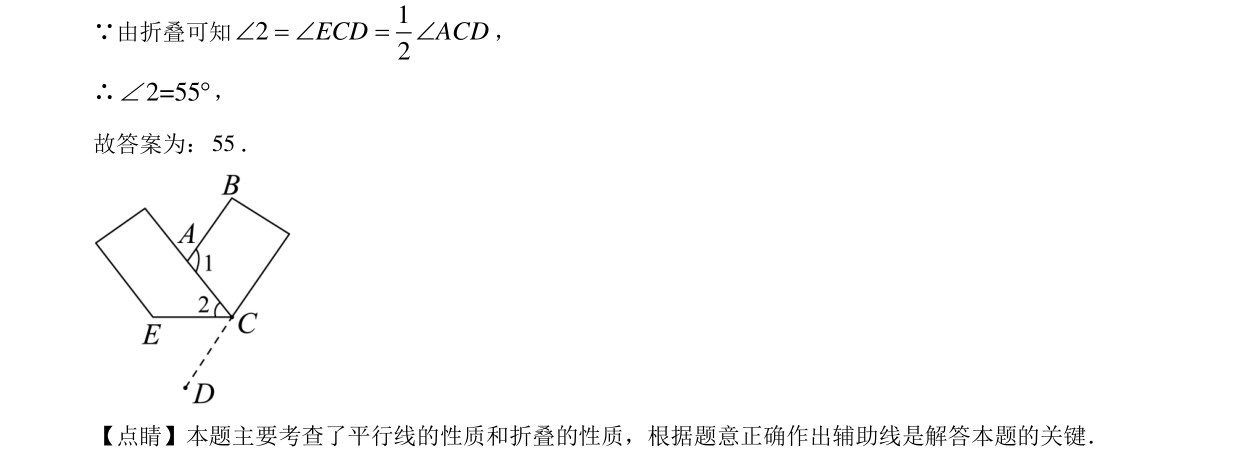 ∵由折叠可知∠2 = ∠ECD = 1/2 ∠ACD，
∴∠2=55°，
故答案为：55．
B
A
1
2
E
C
D
【点睛】本题主要考查了平行线的性质和折叠的性质，根据题意正确作出辅助线是解答本题的关键．